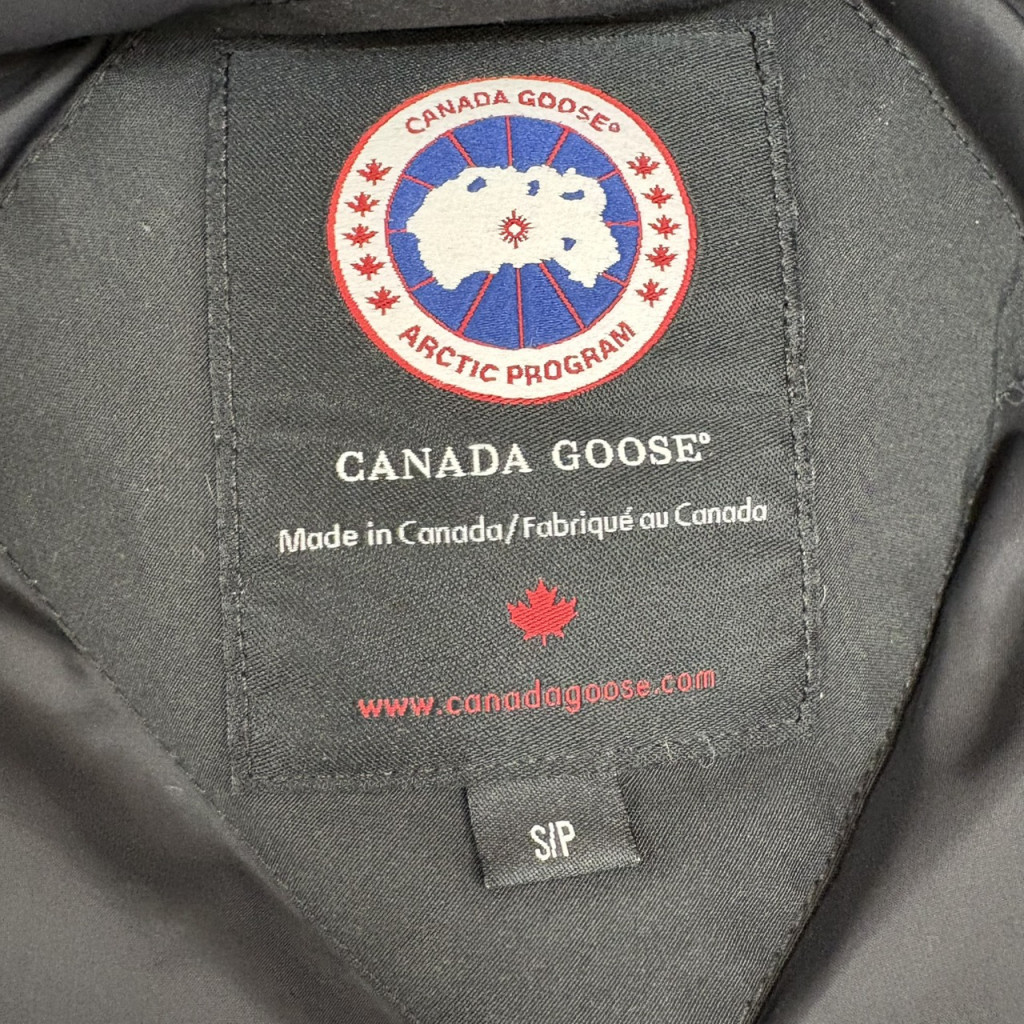 CANADA GOOSE®
ARCTIC PROGRAM
CANADA GOOSE®
Made in Canada/Fabriqué au Canada
www.canadagoose.com
S/P